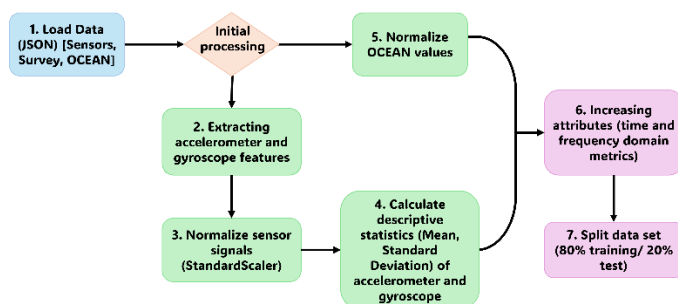 1. Load Data
(JSON) [Sensors,
Survey, OCEAN]
Initial
processing
5. Normalize
OCEAN values
2. Extracting
accelerometer and
gyroscope features
6. Increasing
attributes (time and
frequency domain
metrics)
3. Normalize sensor
signals
(StandardScaler)
4. Calculate
descriptive
statistics (Mean,
Standard
Deviation) of
accelerometer and
gyroscope
7. Split data set
(80% training/ 20%
test)